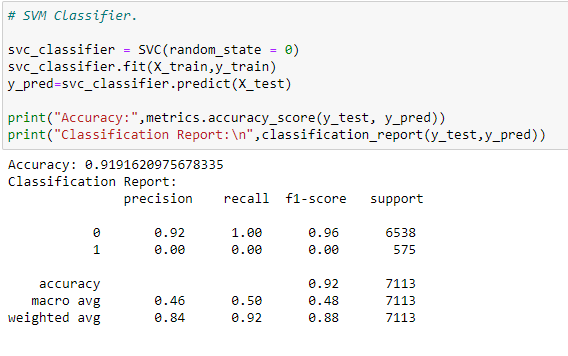 # SVM Classifier.
svc_classifier = SVC(random_state = 0)
svc_classifier.fit(X_train,y_train)
y_pred=svc_classifier.predict(X_test)
print("Accuracy:",metrics.accuracy_score(y_test, y_pred))
print("Classification Report:\n",classification_report(y_test,y_pred))
Accuracy: 0.9191620975678335
Classification Report:
precision recall f1-score support
0 0.92 1.00 0.96 6538
1 0.00 0.00 0.00 575
accuracy 0.92 7113
macro avg 0.46 0.50 0.48 7113
weighted avg 0.84 0.92 0.88 7113